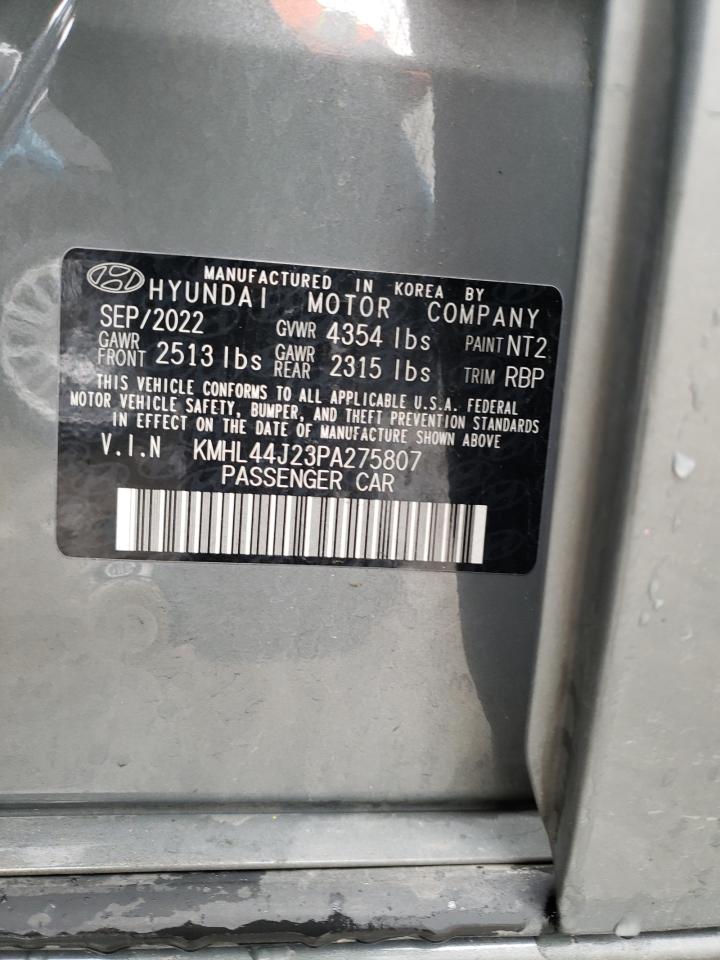 MANUFACTURED IN KOREA BY
HYUNDAI MOTOR COMPANY
SEP/2022 GVWR 4354 lbs PAINT NT2
GAWR FRONT 2513 lbs GAWR REAR 2315 lbs TRIM RBP
THIS VEHICLE CONFORMS TO ALL APPLICABLE U.S.A. FEDERAL
MOTOR VEHICLE SAFETY, BUMPER, AND THEFT PREVENTION STANDARDS
IN EFFECT ON THE DATE OF MANUFACTURE SHOWN ABOVE
V.I.N KMHL44J23PA275807
PASSENGER CAR